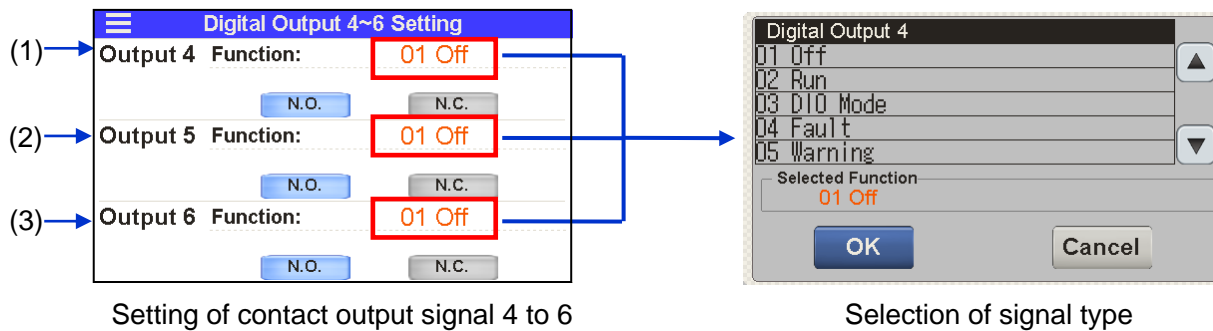 Digital Output 4~6 Setting
(1) Output 4 Function: 01 Off
N.O. N.C.
(2) Output 5 Function: 01 Off
N.O. N.C.
(3) Output 6 Function: 01 Off
N.O. N.C.
Setting of contact output signal 4 to 6
Digital Output 4
01 Off
02 Run
03 DIO Mode
04 Fault
05 Warning
Selected Function
01 Off
OK Cancel
Selection of signal type